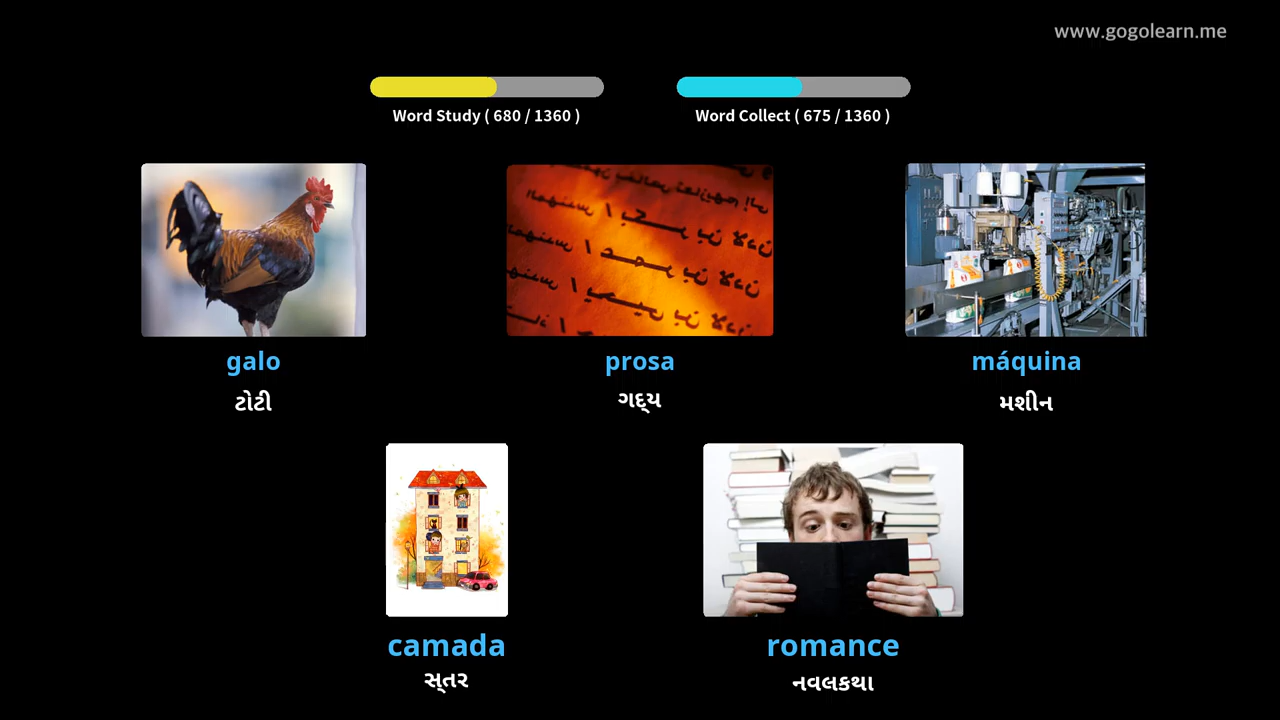 www.gogolearn.me
Word Study ( 680 / 1360 )
Word Collect ( 675 / 1360 )
galo
ટોટી
prosa
ગદ્ય
máquina
મશીન
camada
સ્તર
romance
નવલકથા